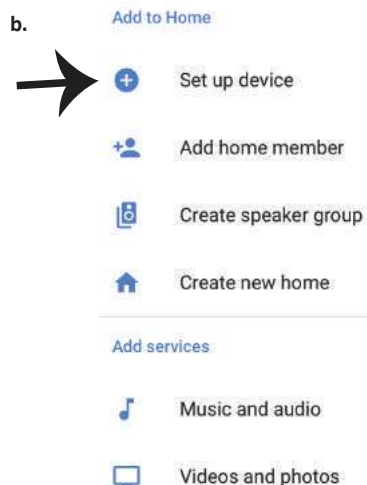 b.
Add to Home
Set up device
Add home member
Create speaker group
Create new home
Add services
Music and audio
Videos and photos